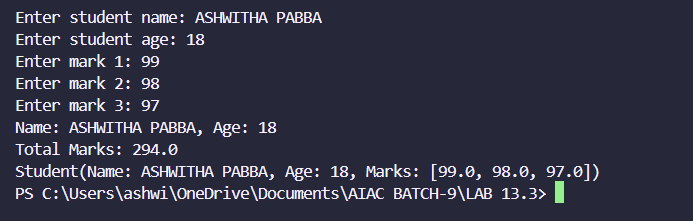 Enter student name: ASHWITHA PABBA
Enter student age: 18
Enter mark 1: 99
Enter mark 2: 98
Enter mark 3: 97
Name: ASHWITHA PABBA, Age: 18
Total Marks: 294.0
Student(Name: ASHWITHA PABBA, Age: 18, Marks: [99.0, 98.0, 97.0])
PS C:\Users\ashwi\OneDrive\Documents\AIAC BATCH-9\LAB 13.3>